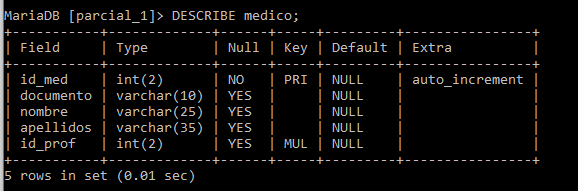 MariaDB [parcial_1]> DESCRIBE medico;
+-----------+-------------+------+-----+---------+----------------+
| Field     | Type        | Null | Key | Default | Extra          |
+-----------+-------------+------+-----+---------+----------------+
| id_med    | int(2)      | NO   | PRI | NULL    | auto_increment |
| documento | varchar(10) | YES  |     | NULL    |                |
| nombre    | varchar(25) | YES  |     | NULL    |                |
| apellidos | varchar(35) | YES  |     | NULL    |                |
| id_prof   | int(2)      | YES  | MUL | NULL    |                |
+-----------+-------------+------+-----+---------+----------------+
5 rows in set (0.01 sec)